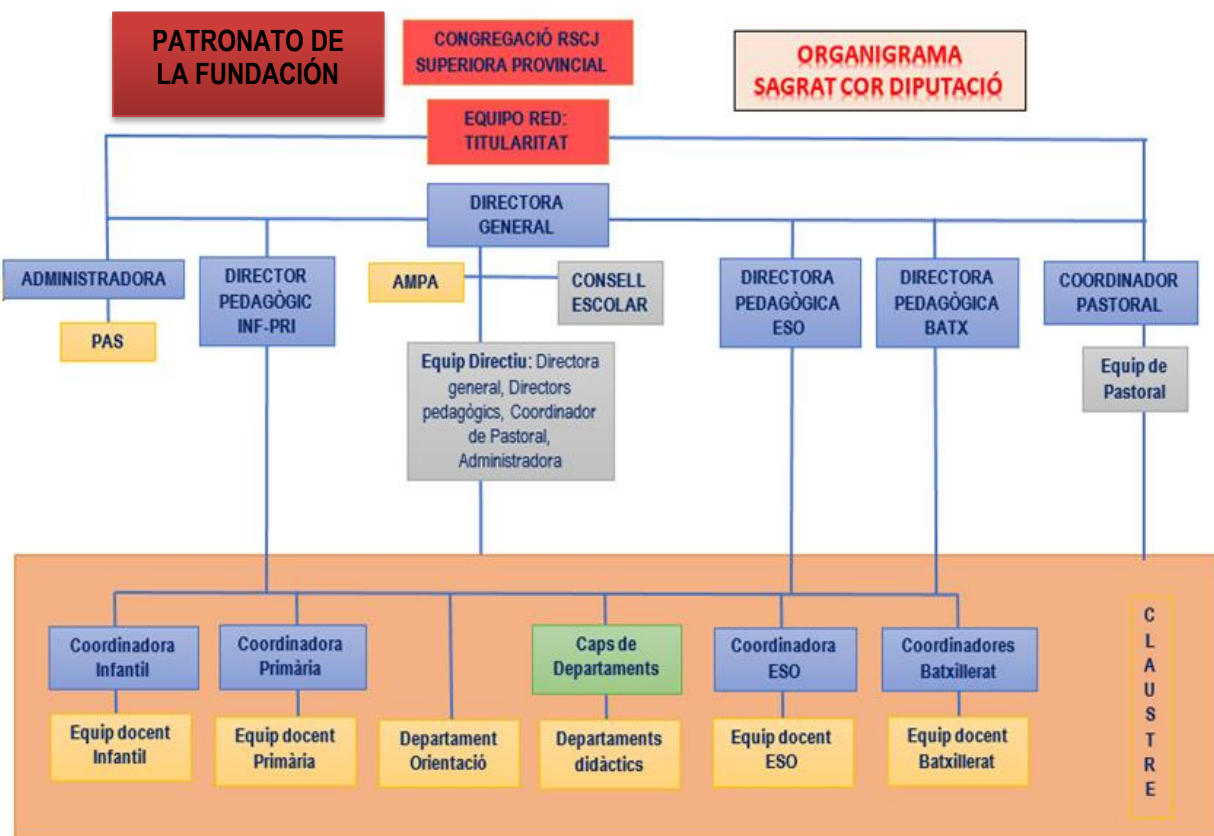 PATRONATO DE
LA FUNDACIÓN
CONGREGACIÓ RSCJ
SUPERIORA PROVINCIAL
ORGANIGRAMA
SAGRAT COR DIPUTACIÓ
EQUIPO RED:
TITULARITAT
DIRECTORA
GENERAL
ADMINISTRADORA
PAS
DIRECTOR
PEDAGÒGIC
INF-PRI
AMPA
CONSELL
ESCOLAR
DIRECTORA
PEDAGÒGICA
ESO
DIRECTORA
PEDAGÒGICA
BATX
COORDINADOR
PASTORAL
Equip Directiu: Directora
general, Directors
pedagògics, Coordinador
de Pastoral,
Administradora
Equip de
Pastoral
Coordinadora
Infantil
Coordinadora
Primària
Caps de
Departaments
Coordinadora
ESO
Coordinadores
Batxillerat
Equip docent
Infantil
Equip docent
Primària
Departament
Orientació
Departaments
didàctics
Equip docent
ESO
Equip docent
Batxillerat
C
L
A
U
S
T
R
E